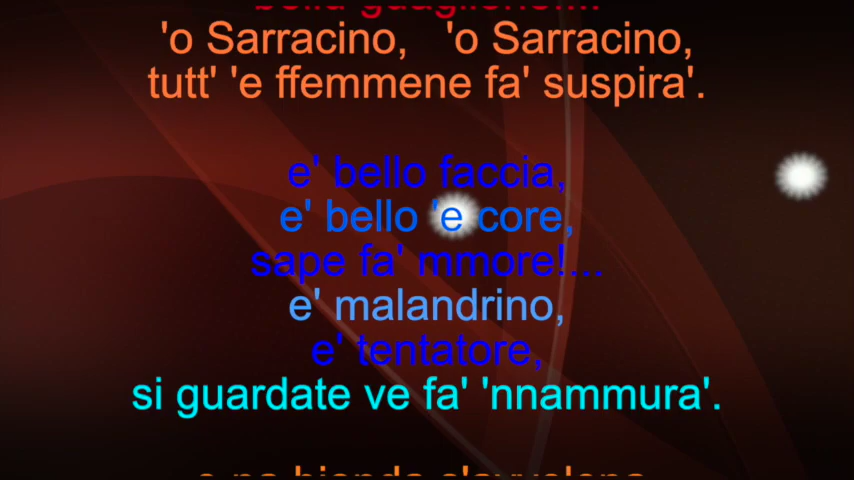 'o Sarracino, 'o Sarracino,
tutt' 'e ffemmene fa' suspira'.
e' bello faccia,
e' bello 'e core,
sape fa' mmore!...
e' malandrino,
e' tentatore,
si guardate ve fa' 'nnammura'.